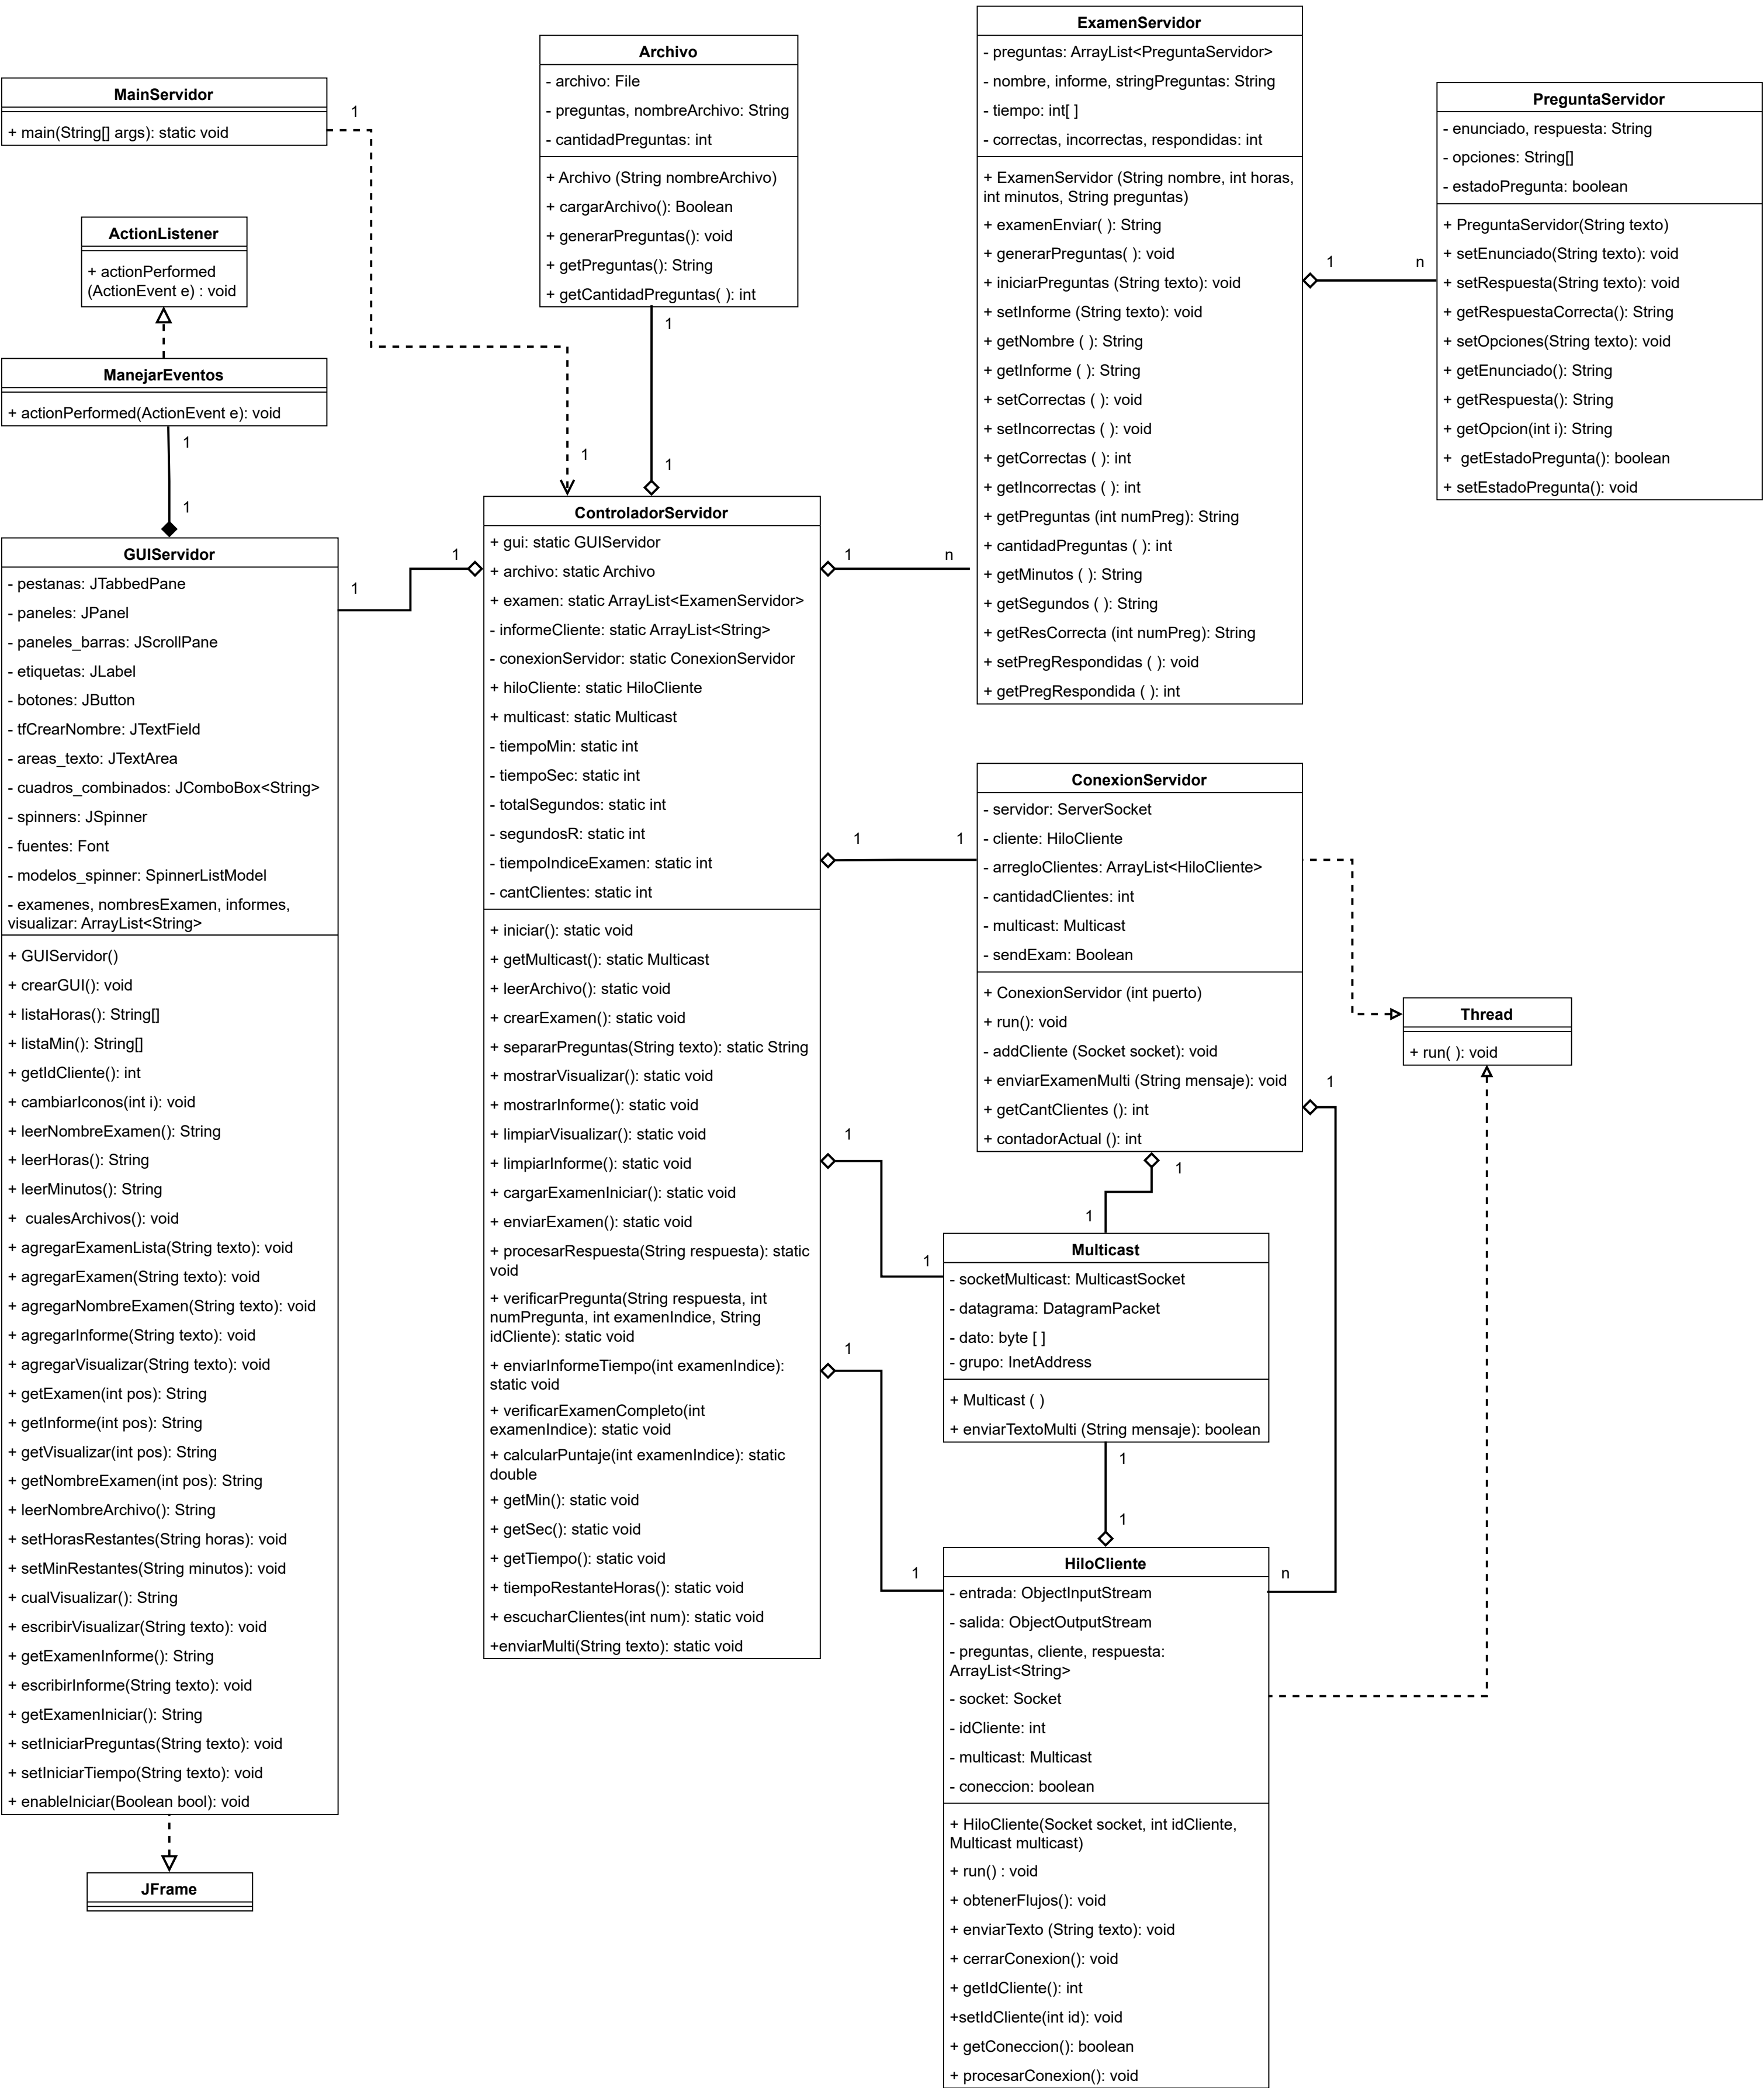 MainServidor
+ main(String[] args): static void
1
ActionListener
+ actionPerformed
(ActionEvent e) : void
ManejarEventos
+ actionPerformed(ActionEvent e): void
1
1
GUIServidor
- pestanas: JTabbedPane
- paneles: JPanel
- paneles_barras: JScrollPane
- etiquetas: JLabel
- botones: JButton
- tfCrearNombre: JTextField
- areas_texto: JTextArea
- cuadros_combinados: JComboBox<String>
- spinners: JSpinner
- fuentes: Font
- modelos_spinner: SpinnerListModel
- examenes, nombresExamen, informes,
visualizar: ArrayList<String>
+ GUIServidor()
+ crearGUI(): void
+ listaHoras(): String[]
+ listaMin(): String[]
+ getIdCliente(): int
+ cambiarIconos(int i): void
+ leerNombreExamen(): String
+ leerHoras(): String
+ leerMinutos(): String
+  cualesArchivos(): void
+ agregarExamenLista(String texto): void
+ agregarExamen(String texto): void
+ agregarNombreExamen(String texto): void
+ agregarInforme(String texto): void
+ agregarVisualizar(String texto): void
+ getExamen(int pos): String
+ getInforme(int pos): String
+ getVisualizar(int pos): String
+ getNombreExamen(int pos): String
+ leerNombreArchivo(): String
+ setHorasRestantes(String horas): void
+ setMinRestantes(String minutos): void
+ cualVisualizar(): String
+ escribirVisualizar(String texto): void
+ getExamenInforme(): String
+ escribirInforme(String texto): void
+ getExamenIniciar(): String
+ setIniciarPreguntas(String texto): void
+ setIniciarTiempo(String texto): void
+ enableIniciar(Boolean bool): void
JFrame
1
1
Archivo
- archivo: File
- preguntas, nombreArchivo: String
- cantidadPreguntas: int
+ Archivo (String nombreArchivo)
+ cargarArchivo(): Boolean
+ generarPreguntas(): void
+ getPreguntas(): String
+ getCantidadPreguntas( ): int
1
1
1
ControladorServidor
+ gui: static GUIServidor
+ archivo: static Archivo
+ examen: static ArrayList<ExamenServidor>
- informeCliente: static ArrayList<String>
- conexionServidor: static ConexionServidor
+ hiloCliente: static HiloCliente
+ multicast: static Multicast
- tiempoMin: static int
- tiempoSec: static int
- totalSegundos: static int
- segundosR: static int
- tiempoIndiceExamen: static int
- cantClientes: static int
+ iniciar(): static void
+ getMulticast(): static Multicast
+ leerArchivo(): static void
+ crearExamen(): static void
+ separarPreguntas(String texto): static String
+ mostrarVisualizar(): static void
+ mostrarInforme(): static void
+ limpiarVisualizar(): static void
+ limpiarInforme(): static void
+ cargarExamenIniciar(): static void
+ enviarExamen(): static void
+ procesarRespuesta(String respuesta): static
void
+ verificarPregunta(String respuesta, int
numPregunta, int examenIndice, String
idCliente): static void
+ enviarInformeTiempo(int examenIndice):
static void
+ verificarExamenCompleto(int
examenIndice): static void
+ calcularPuntaje(int examenIndice): static
double
+ getMin(): static void
+ getSec(): static void
+ getTiempo(): static void
+ tiempoRestanteHoras(): static void
+ escucharClientes(int num): static void
+enviarMulti(String texto): static void
1
n
1
1
1
1
1
1
ExamenServidor
- preguntas: ArrayList<PreguntaServidor>
- nombre, informe, stringPreguntas: String
- tiempo: int[ ]
- correctas, incorrectas, respondidas: int
+ ExamenServidor (String nombre, int horas,
int minutos, String preguntas)
+ examenEnviar( ): String
+ generarPreguntas( ): void
+ iniciarPreguntas (String texto): void
+ setInforme (String texto): void
+ getNombre ( ): String
+ getInforme ( ): String
+ setCorrectas ( ): void
+ setIncorrectas ( ): void
+ getCorrectas ( ): int
+ getIncorrectas ( ): int
+ getPreguntas (int numPreg): String
+ cantidadPreguntas ( ): int
+ getMinutos ( ): String
+ getSegundos ( ): String
+ getResCorrecta (int numPreg): String
+ setPregRespondidas ( ): void
+ getPregRespondida ( ): int
1
n
PreguntaServidor
- enunciado, respuesta: String
- opciones: String[]
- estadoPregunta: boolean
+ PreguntaServidor(String texto)
+ setEnunciado(String texto): void
+ setRespuesta(String texto): void
+ getRespuestaCorrecta(): String
+ setOpciones(String texto): void
+ getEnunciado(): String
+ getRespuesta(): String
+ getOpcion(int i): String
+  getEstadoPregunta(): boolean
+ setEstadoPregunta(): void
ConexionServidor
- servidor: ServerSocket
- cliente: HiloCliente
- arregloClientes: ArrayList<HiloCliente>
- cantidadClientes: int
- multicast: Multicast
- sendExam: Boolean
+ ConexionServidor (int puerto)
+ run(): void
- addCliente (Socket socket): void
+ enviarExamenMulti (String mensaje): void
+ getCantClientes (): int
+ contadorActual (): int
Thread
+ run( ): void
1
1
1
Multicast
- socketMulticast: MulticastSocket
- datagrama: DatagramPacket
- dato: byte [ ]
- grupo: InetAddress
+ Multicast ( )
+ enviarTextoMulti (String mensaje): boolean
1
1
HiloCliente
n
- entrada: ObjectInputStream
- salida: ObjectOutputStream
- preguntas, cliente, respuesta:
ArrayList<String>
- socket: Socket
- idCliente: int
- multicast: Multicast
- coneccion: boolean
+ HiloCliente(Socket socket, int idCliente,
Multicast multicast)
+ run() : void
+ obtenerFlujos(): void
+ enviarTexto (String texto): void
+ cerrarConexion(): void
+ getIdCliente(): int
+setIdCliente(int id): void
+ getConeccion(): boolean
+ procesarConexion(): void